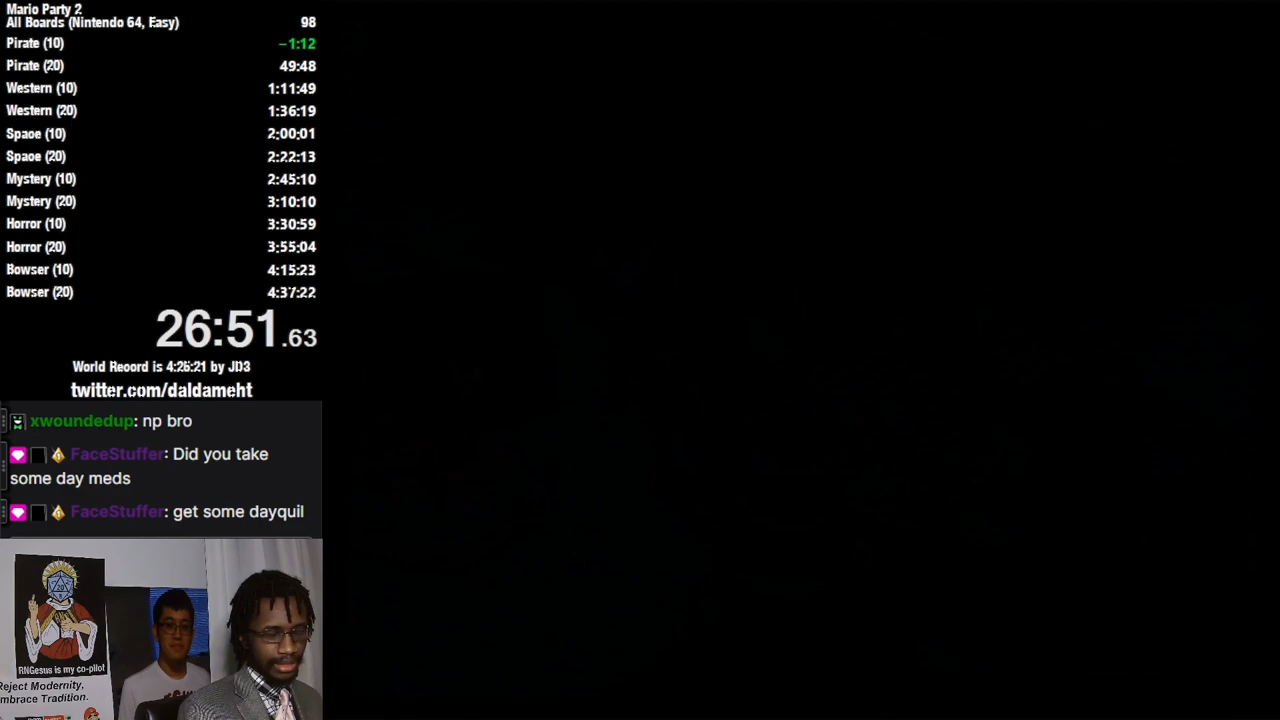 Mario Party 2
All Boards (Nintendo 64, Easy) 98
Pirate (10) −1:12
Pirate (20) 49:48
Western (10) 1:11:49
Western (20) 1:36:19
Space (10) 2:00:01
Space (20) 2:22:13
Mystery (10) 2:45:10
Mystery (20) 3:10:10
Horror (10) 3:30:59
Horror (20) 3:55:04
Bowser (10) 4:15:23
Bowser (20) 4:37:22
26:51.63
World Record is 4:26:21 by JD3
twitter.com/daldameht
xwoundedup: np bro
FaceStuffer: Did you take
some day meds
FaceStuffer: get some dayquil
RNGesus is my co-pilot
Reject Modernity,
mbrace Tradition.